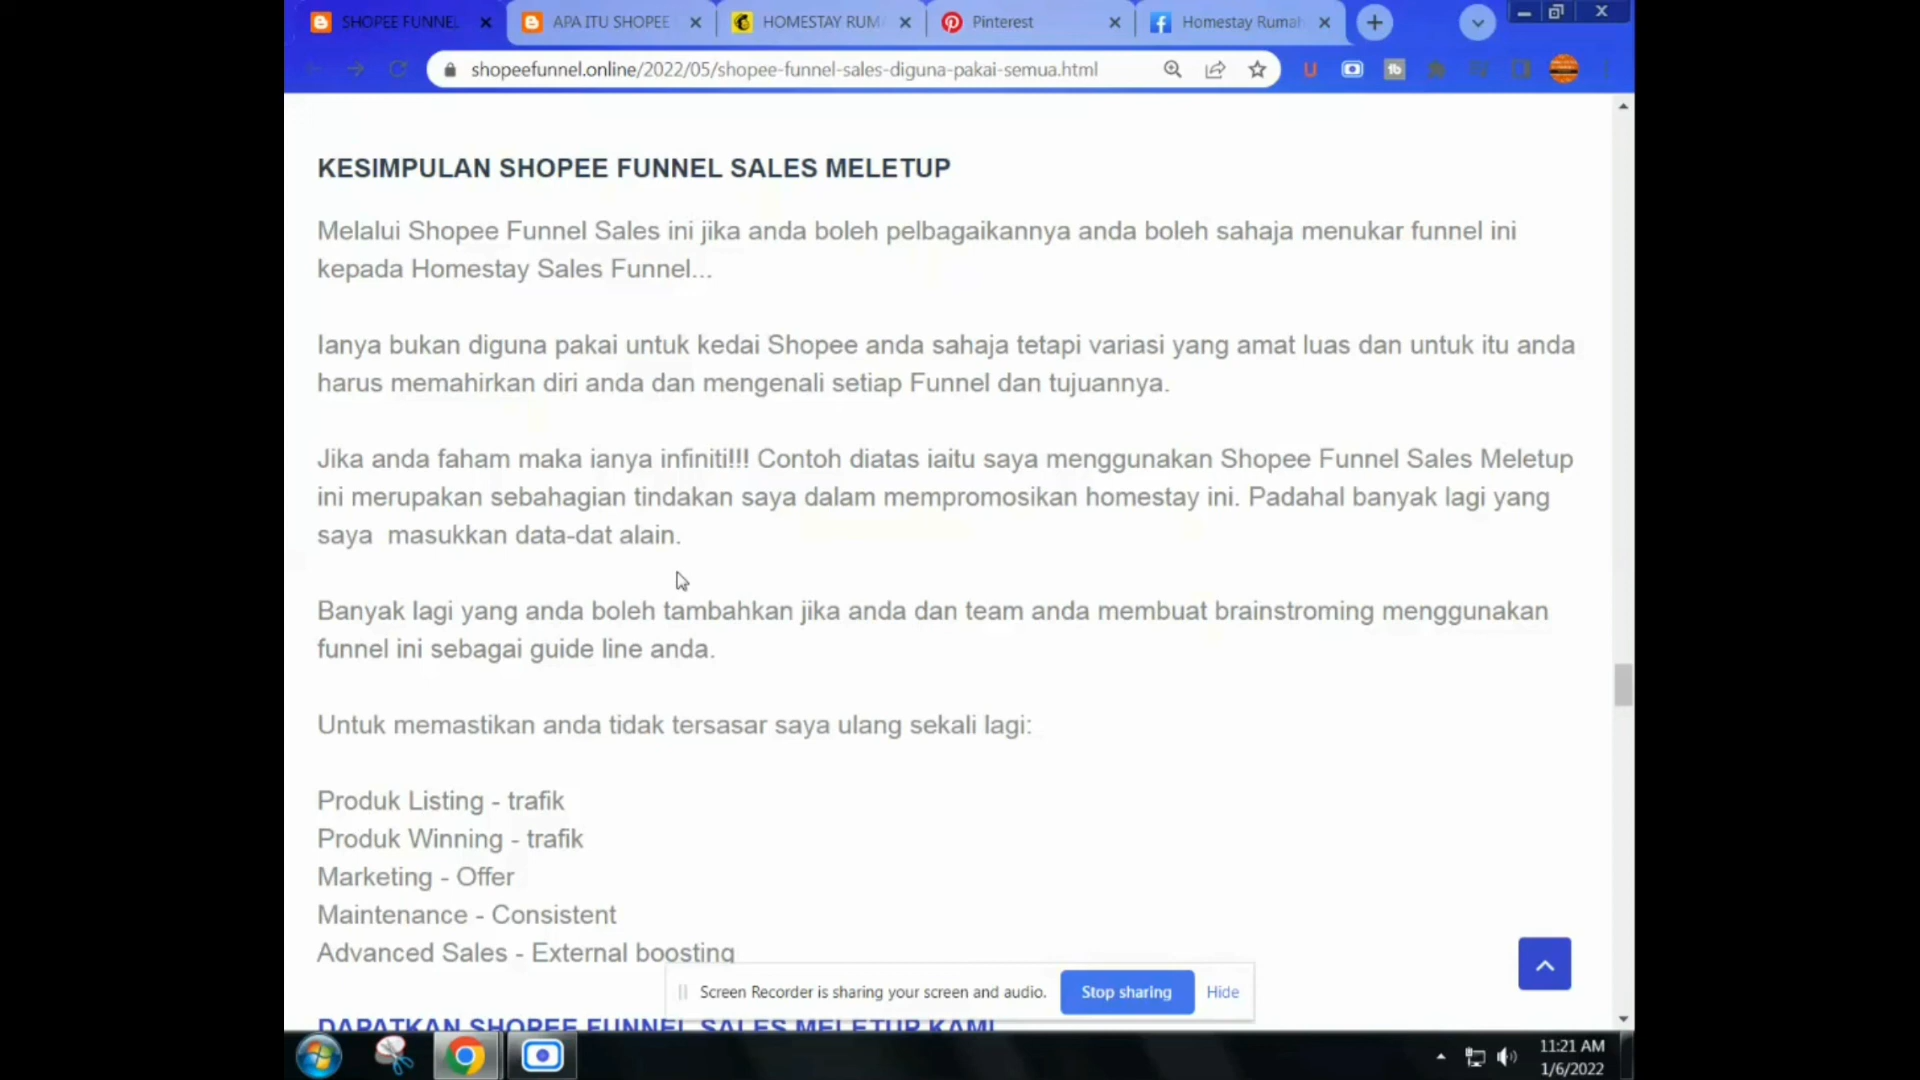 SHOPEE FUNNEL
APA ITU SHOPEE
HOMESTAY RUM
Pinterest
Homestay Rumah
shopeefunnel.online/2022/05/shopee-funnel-sales-diguna-pakai-semua.html
KESIMPULAN SHOPEE FUNNEL SALES MELETUP
Melalui Shopee Funnel Sales ini jika anda boleh pelbagaikannya anda boleh sahaja menukar funnel ini
kepada Homestay Sales Funnel...
Ianya bukan diguna pakai untuk kedai Shopee anda sahaja tetapi variasi yang amat luas dan untuk itu anda
harus memahirkan diri anda dan mengenali setiap Funnel dan tujuannya.
Jika anda faham maka ianya infiniti!!! Contoh diatas iaitu saya menggunakan Shopee Funnel Sales Meletup
ini merupakan sebahagian tindakan saya dalam mempromosikan homestay ini. Padahal banyak lagi yang
saya  masukkan data-dat alain.
Banyak lagi yang anda boleh tambahkan jika anda dan team anda membuat brainstroming menggunakan
funnel ini sebagai guide line anda.
Untuk memastikan anda tidak tersasar saya ulang sekali lagi:
Produk Listing - trafik
Produk Winning - trafik
Marketing - Offer
Maintenance - Consistent
Advanced Sales - External boosting
Screen Recorder is sharing your screen and audio.
Stop sharing
Hide
DAPATKAN SHOPEE FUNNEL SALES MELETUP KAMI
11:21 AM
1/6/2022